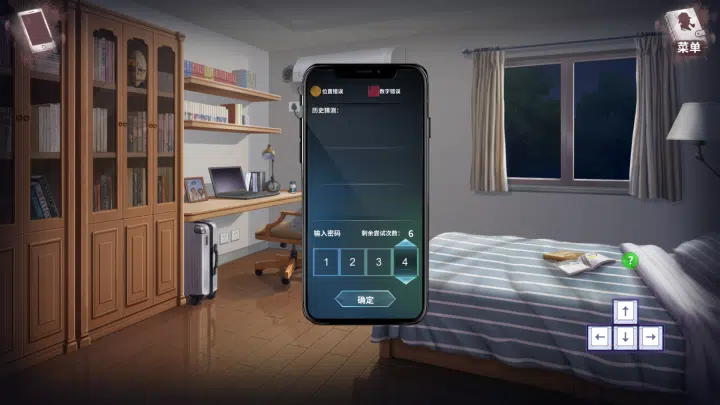 菜单
位置错误 数字错误
历史猜测：
输入密码 剩余尝试次数： 6
1 2 3 4
确定
?
↑
← ↓ →